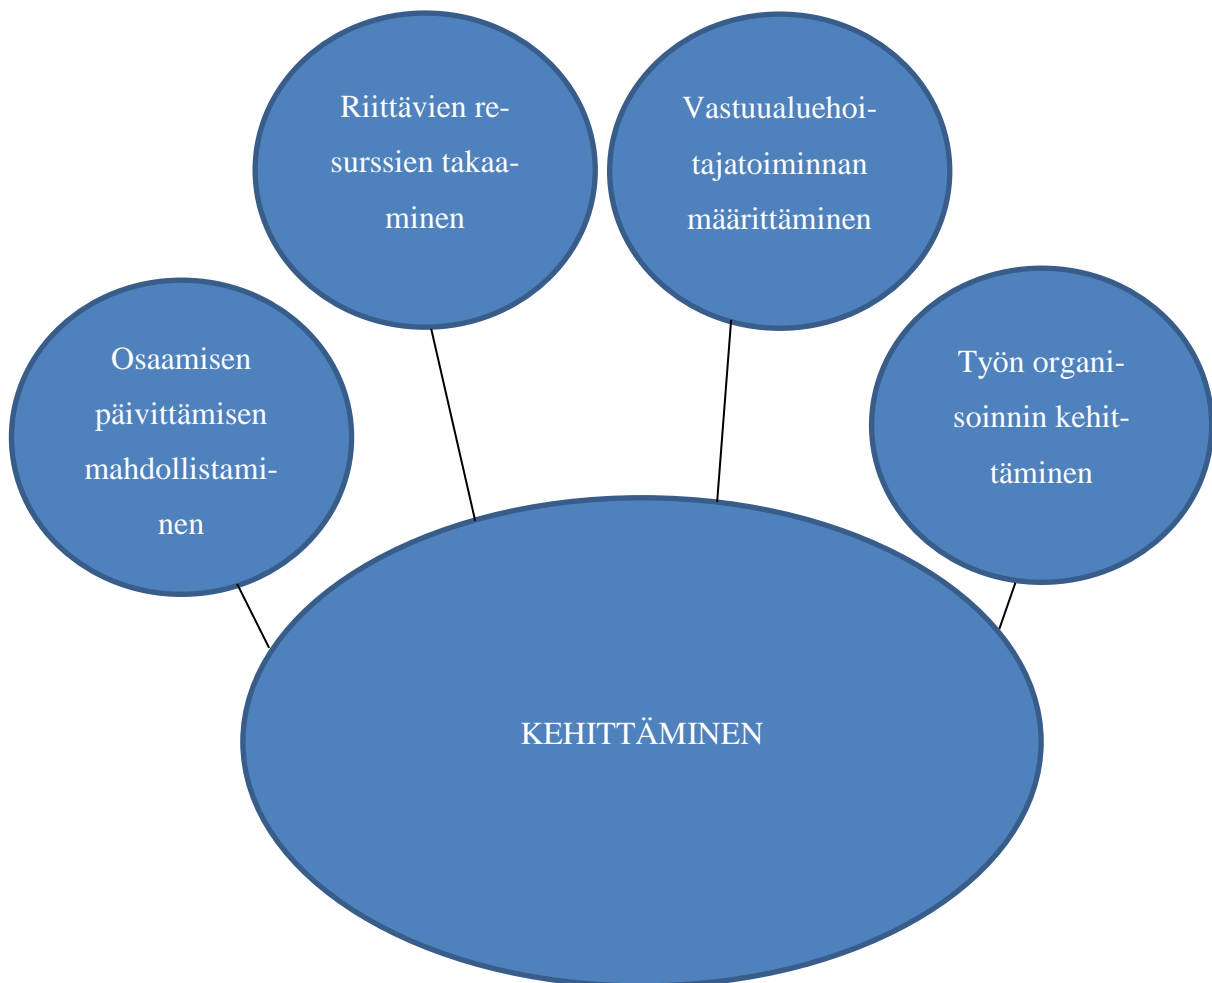 Riittävien re-
surssien takaa-
minen
Vastuualuehoi-
tajatoiminnan
määrittäminen
Osaamisen
päivittämisen
mahdollistami-
nen
Työn organi-
soinnin kehit-
täminen
KEHITTÄMINEN